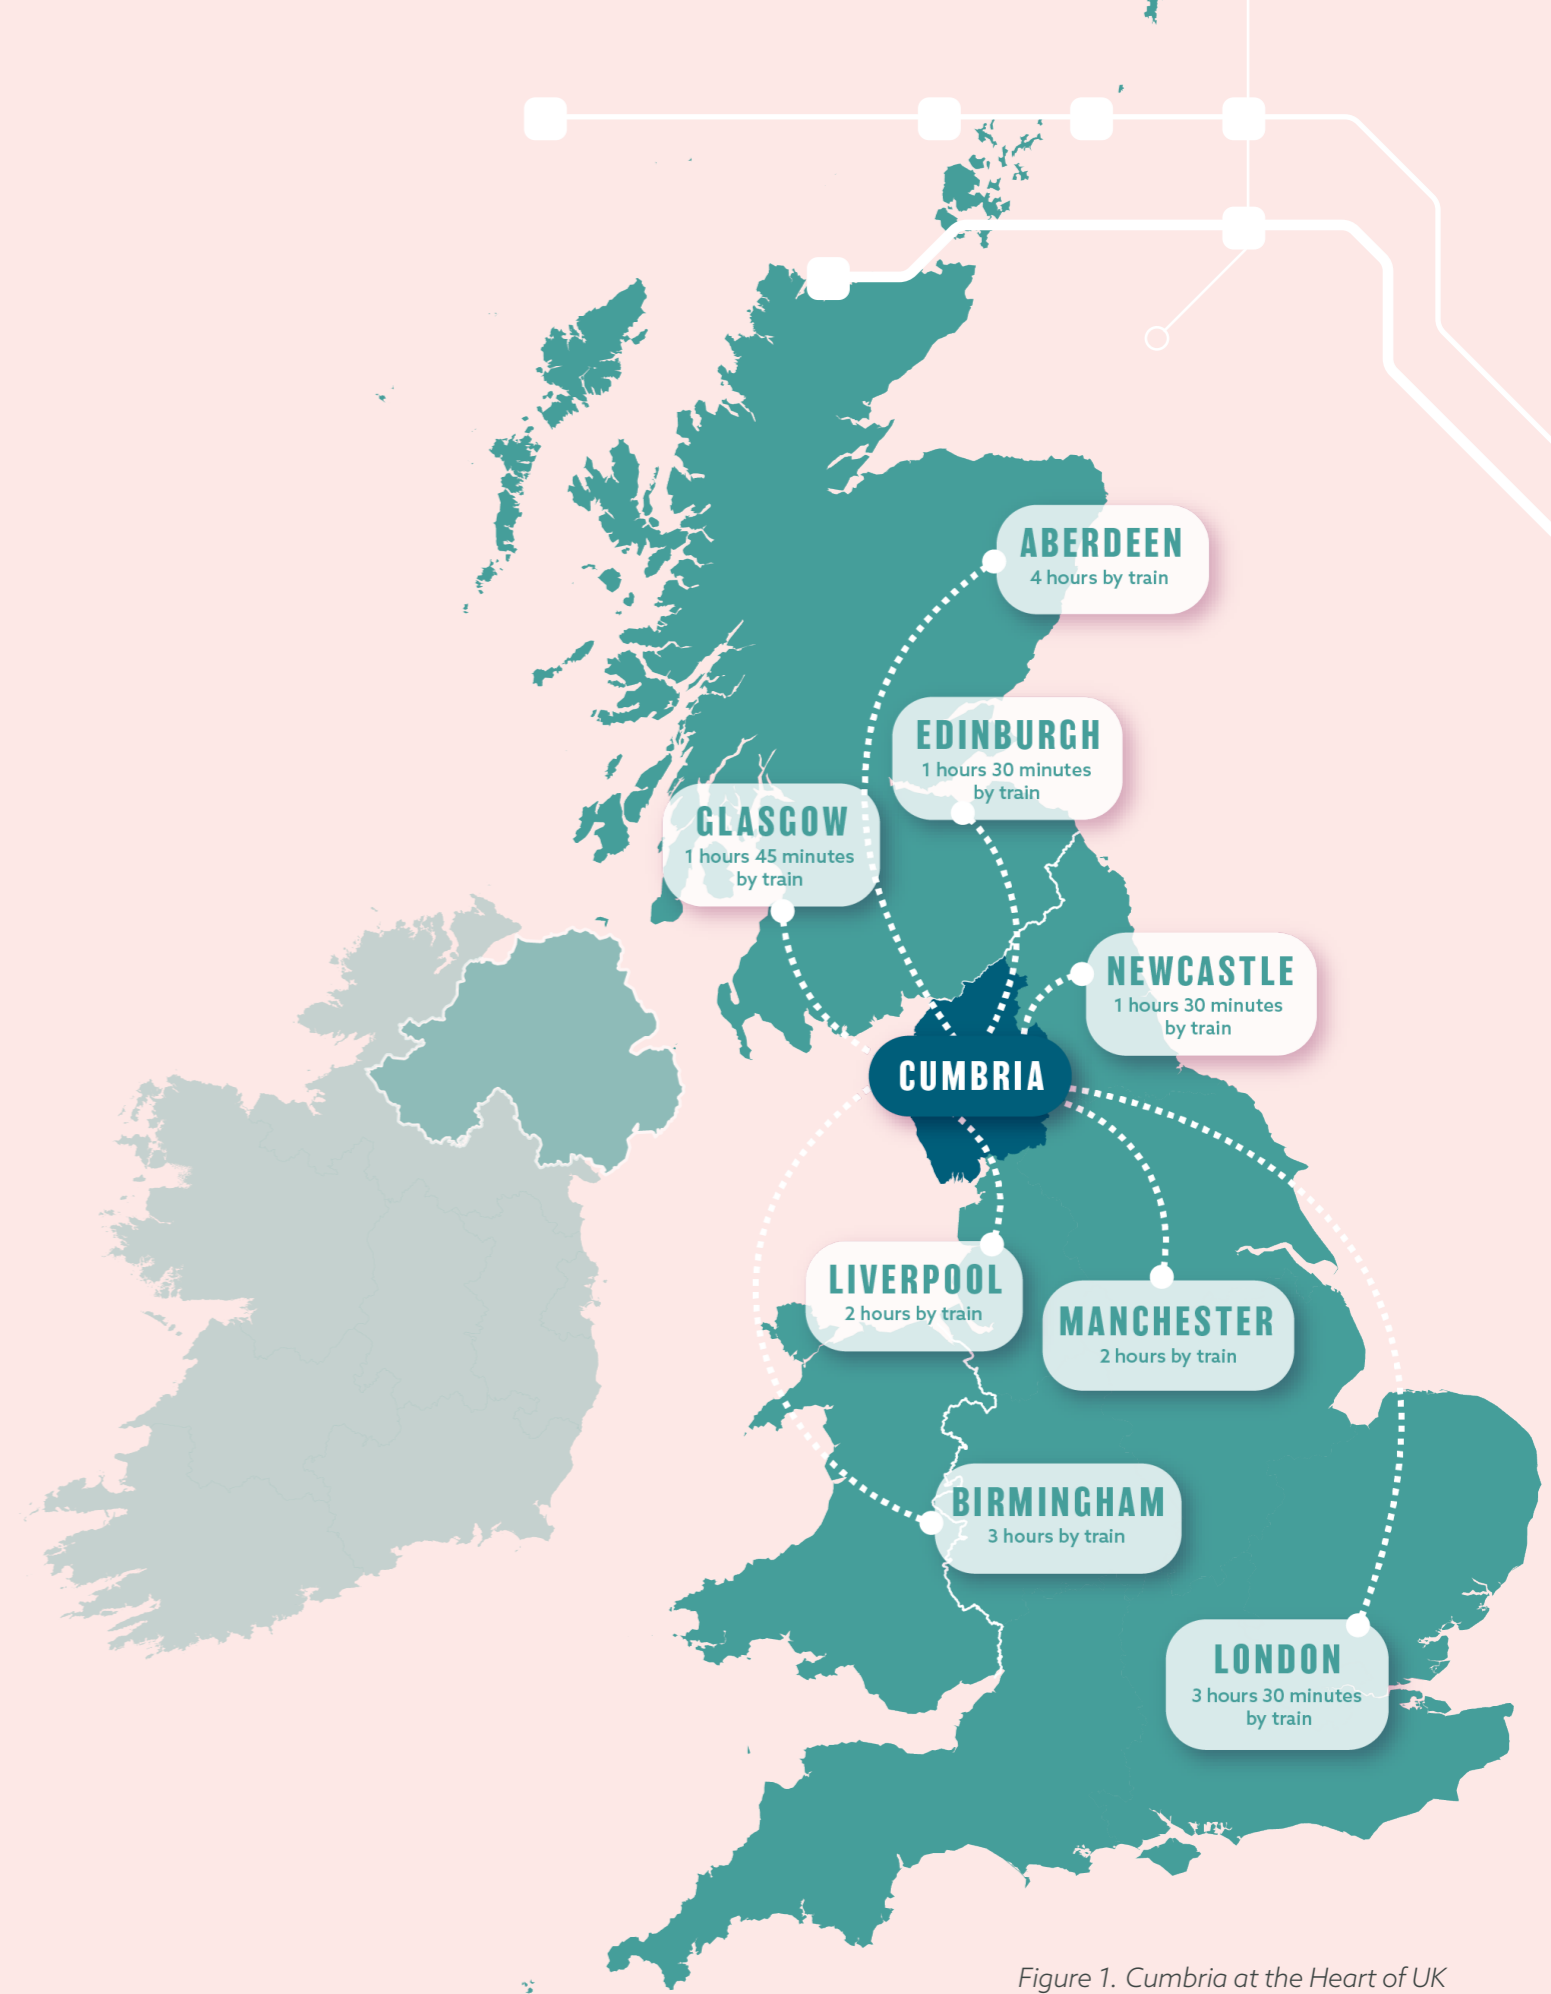 ABERDEEN
4 hours by train
EDINBURGH
1 hours 30 minutes
by train
GLASGOW
1 hours 45 minutes
by train
NEWCASTLE
1 hours 30 minutes
by train
CUMBRIA
LIVERPOOL
2 hours by train
MANCHESTER
2 hours by train
BIRMINGHAM
3 hours by train
LONDON
3 hours 30 minutes
by train
Figure 1. Cumbria at the Heart of UK